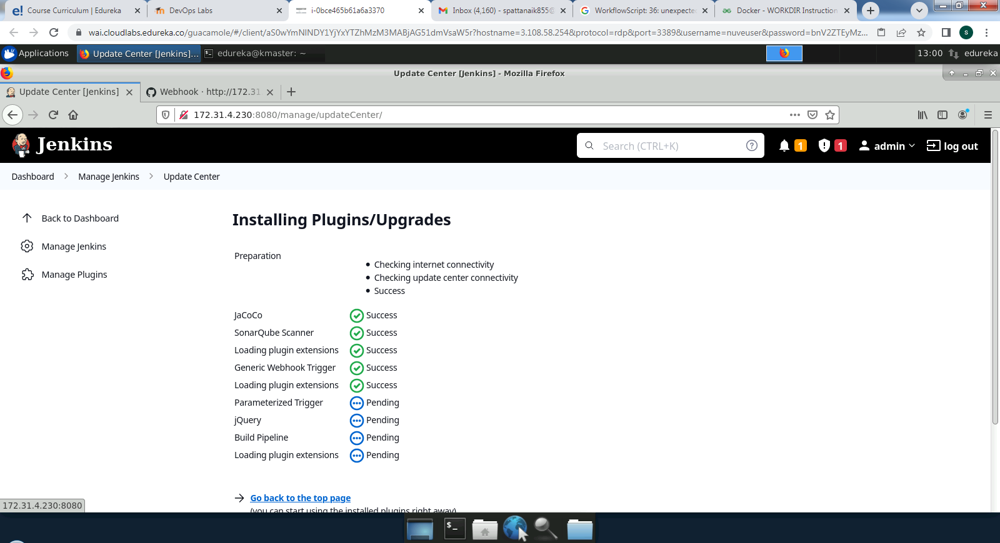 Course Curriculum | Edureka
DevOps Labs
i-0bce465b61a6a3370
Inbox (4,160) - spattanaik855@
WorkflowScript: 36: unexpecte
Docker - WORKDIR Instruction
wai.cloudlabs.edureka.co/guacamole/#/client/aS0wYmNlNDY1YjYxYTZhMzM3MABjAG51dmVsaW5r?hostname=3.108.58.254&protocol=rdp&port=3389&username=nuveuser&password=bnV2ZTEyMz...
s
Applications
Update Center [Jenkins]...
edureka@kmaster: ~
13:00
edureka
Update Center [Jenkins] - Mozilla Firefox
Update Center [Jenkins]
Webhook · http://172.31
172.31.4.230:8080/manage/updateCenter/
Jenkins
Search (CTRL+K)
1
1
admin
log out
Dashboard
Manage Jenkins
Update Center
Back to Dashboard
Manage Jenkins
Manage Plugins
Installing Plugins/Upgrades
Preparation
Checking internet connectivity
Checking update center connectivity
Success
JaCoCo Success
SonarQube Scanner Success
Loading plugin extensions Success
Generic Webhook Trigger Success
Loading plugin extensions Success
Parameterized Trigger Pending
jQuery Pending
Build Pipeline Pending
Loading plugin extensions Pending
Go back to the top page
(you can start using the installed plugins right away)
172.31.4.230:8080